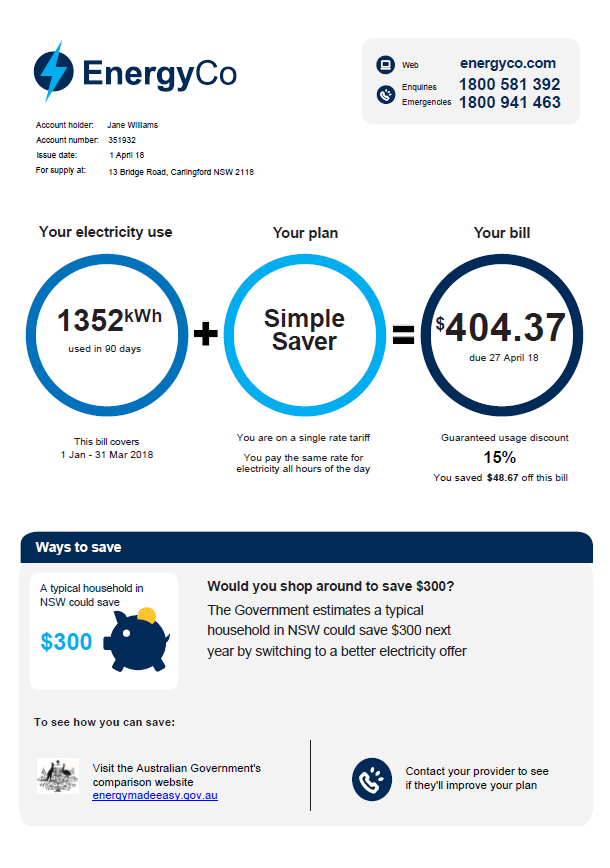 EnergyCo
Web energyco.com
Enquiries 1800 581 392
Emergencies 1800 941 463
Account holder: Jane Williams
Account number: 351932
Issue date: 1 April 18
For supply at: 13 Bridge Road, Carlingford NSW 2118
Your electricity use
1352kWh
used in 90 days
This bill covers
1 Jan - 31 Mar 2018
+
Your plan
Simple
Saver
You are on a single rate tariff
You pay the same rate for
electricity all hours of the day
=
Your bill
$404.37
due 27 April 18
Guaranteed usage discount
15%
You saved $48.67 off this bill
Ways to save
A typical household in
NSW could save
$300
Would you shop around to save $300?
The Government estimates a typical
household in NSW could save $300 next
year by switching to a better electricity offer
To see how you can save:
Visit the Australian Government's
comparison website
energymadeeasy.gov.au
Contact your provider to see
if they'll improve your plan